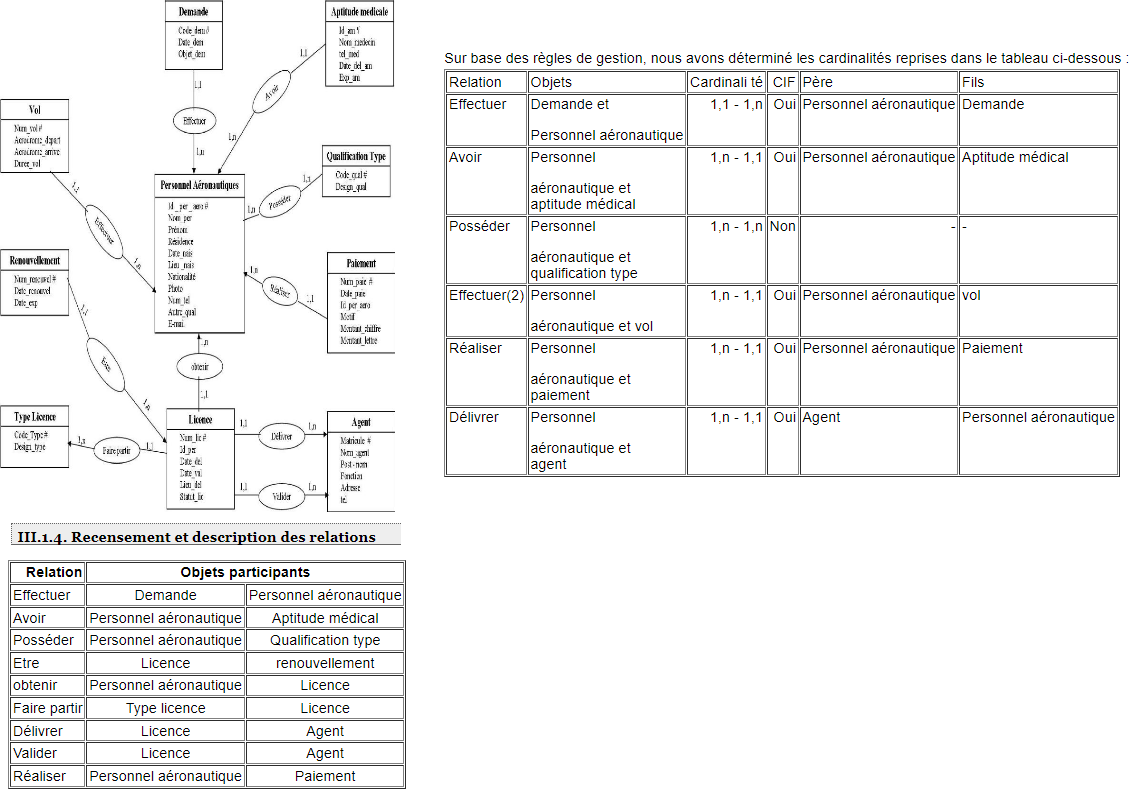 Demande
Code_dem #
Date_dem
Objet_dem
Aptitude medicale
Nom_medecin
tel_med
Date_del_am
Exp_am
1,1
1,1
Avoir
Effectuer
1,n
1,n
Vol
Num_vol #
Aerodrome_depart
Aerodrome_arrive
Duree_vol
1,1
Effectuer
1,n
Personnel Aéronautiques
Id _per _ aero #
Nom_per
Prénom
Résidence
Date_nais
Lieu_nais
Nationalité
Photo
Num_tel
Autre_qual
E-mail
Qualification Type
Code_qual #
Design_qual
1,n
Posséder
1,n
Renouvellement
Num_renouvel #
Date_renouvel
Date_exp
1,1
1,n
Paiement
Num_paie #
Date_paie
Id_per_aero
Motif
Montant_chiffre
Montant_lettre
1,n
Réaliser
1,1
1,n
obtenir
1,1
Type Licence
Code_Type #
Design_type
1,n
Faire partir
1,1
Licence
Num_lic #
Id_per
Date_del
Date_val
Lieu_del
Statut_lic
1,1
Délivrer
1,n
1,1
Valider
1,n
Agent
Matricule #
Nom_agent
Post - nom
Fonction
Adresse
tel
III.1.4. Recensement et description des relations
Relation Objets participants
Effectuer Demande Personnel aéronautique
Avoir Personnel aéronautique Aptitude médical
Posséder Personnel aéronautique Qualification type
Etre Licence renouvellement
obtenir Personnel aéronautique Licence
Faire partir Type licence Licence
Délivrer Licence Agent
Valider Licence Agent
Réaliser Personnel aéronautique Paiement
Sur base des règles de gestion, nous avons déterminé les cardinalités reprises dans le tableau ci-dessous :
Relation Objets Cardinali té CIF Père Fils
Effectuer Demande et 1,1 - 1,n Oui Personnel aéronautique Demande
Personnel aéronautique
Avoir Personnel 1,n - 1,1 Oui Personnel aéronautique Aptitude médical
aéronautique et
aptitude médical
Posséder Personnel 1,n - 1,n Non - -
aéronautique et
qualification type
Effectuer(2) Personnel 1,n - 1,1 Oui Personnel aéronautique vol
aéronautique et vol
Réaliser Personnel 1,n - 1,1 Oui Personnel aéronautique Paiement
aéronautique et
paiement
Délivrer Personnel 1,n - 1,1 Oui Agent Personnel aéronautique
aéronautique et
agent